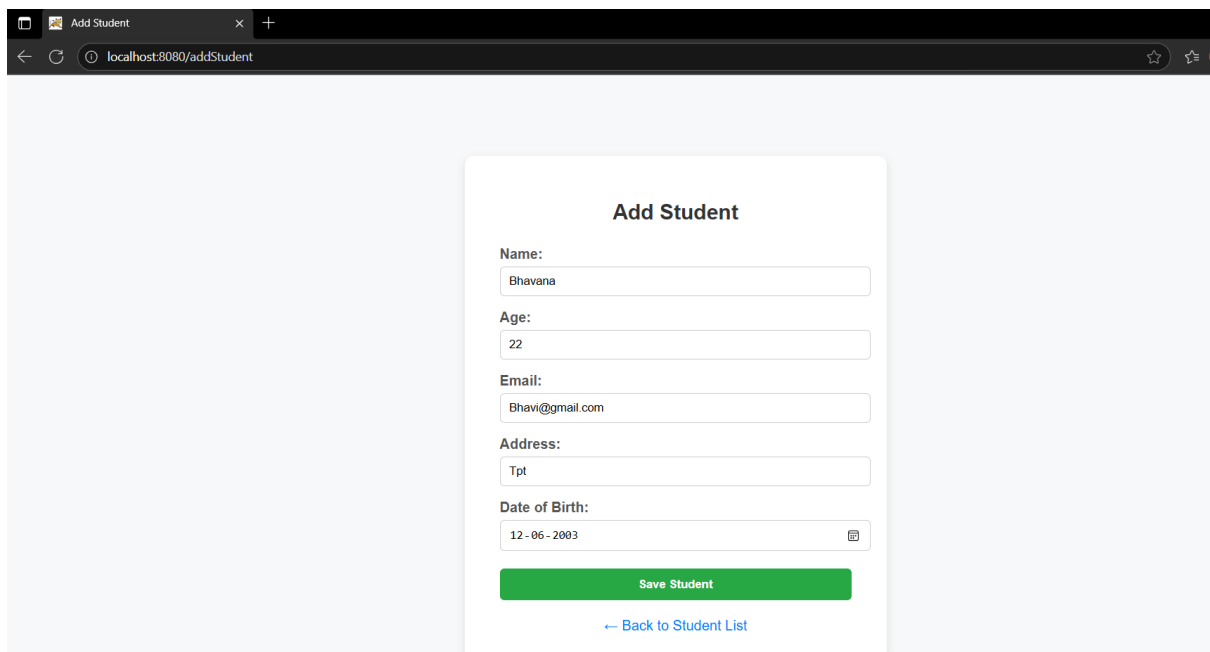 Add Student
localhost:8080/addStudent
Add Student
Name:
Bhavana
Age:
22
Email:
Bhavi@gmail.com
Address:
Tpt
Date of Birth:
12-06-2003
Save Student
← Back to Student List